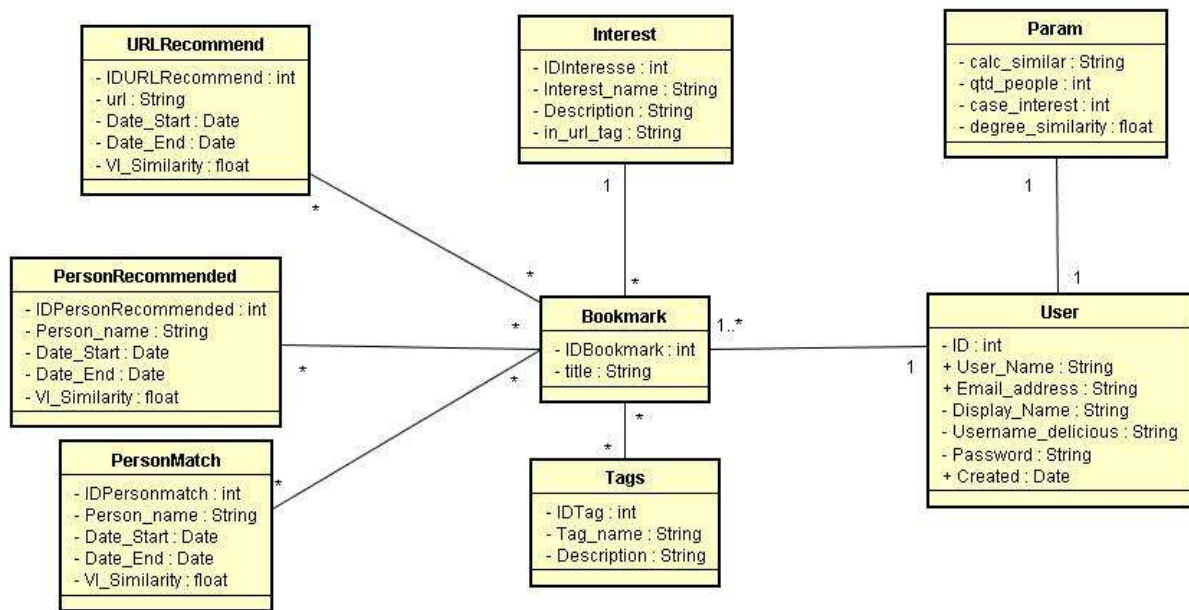 URLRecommend
- IDURLRecommend : int
- url : String
- Date_Start : Date
- Date_End : Date
- Vl_Similarity : float
*
*
Interest
- IDInteresse : int
- Interest_name : String
- Description : String
- in_url_tag : String
1
*
Param
- calc_similar : String
- qtd_people : int
- case_interest : int
- degree_similarity : float
1
1
PersonRecommended
- IDPersonRecommended : int
- Person_name : String
- Date_Start : Date
- Date_End : Date
- Vl_Similarity : float
*
*
Bookmark
- IDBookmark : int
- title : String
1..*
1
*
*
User
- ID : int
+ User_Name : String
+ Email_address : String
- Display_Name : String
- Username_delicious : String
- Password : String
+ Created : Date
PersonMatch
- IDPersonmatch : int
- Person_name : String
- Date_Start : Date
- Date_End : Date
- Vl_Similarity : float
*
*
Tags
- IDTag : int
- Tag_name : String
- Description : String